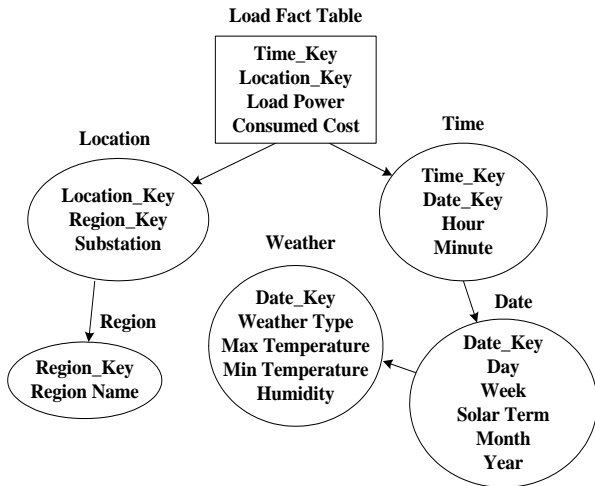 Load Fact Table
Time_Key
Location_Key
Load Power
Consumed Cost
Location
Location_Key
Region_Key
Substation
Time
Time_Key
Date_Key
Hour
Minute
Weather
Date_Key
Weather Type
Max Temperature
Min Temperature
Humidity
Region
Region_Key
Region Name
Date
Date_Key
Day
Week
Solar Term
Month
Year